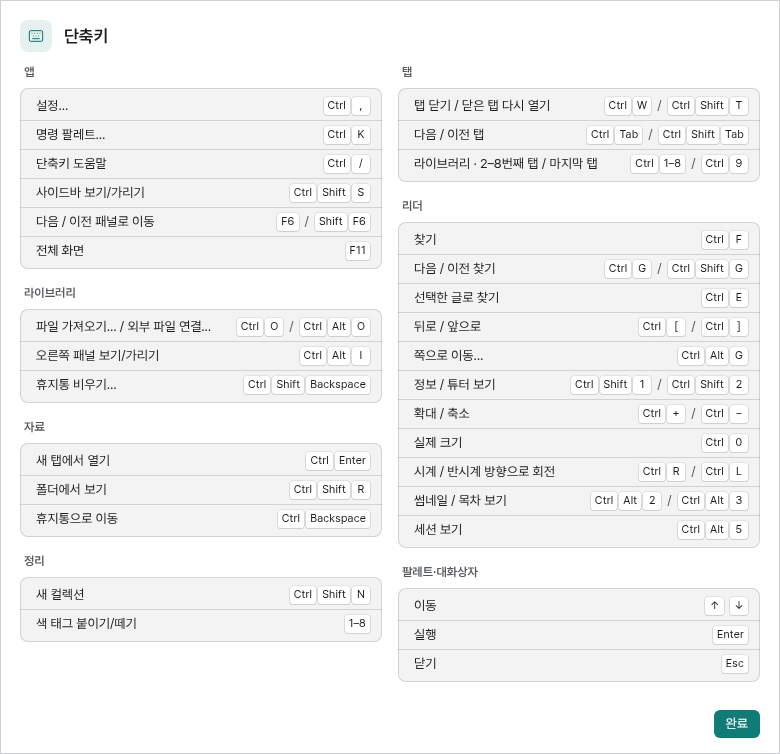 단축키
앱
설정... Ctrl ,
명령 팔레트... Ctrl K
단축키 도움말 Ctrl /
사이드바 보기/가리기 Ctrl Shift S
다음 / 이전 패널로 이동 F6 / Shift F6
전체 화면 F11
라이브러리
파일 가져오기... / 외부 파일 연결... Ctrl O / Ctrl Alt O
오른쪽 패널 보기/가리기 Ctrl Alt I
휴지통 비우기... Ctrl Shift Backspace
자료
새 탭에서 열기 Ctrl Enter
폴더에서 보기 Ctrl Shift R
휴지통으로 이동 Ctrl Backspace
정리
새 컬렉션 Ctrl Shift N
색 태그 붙이기/떼기 1–8
탭
탭 닫기 / 닫은 탭 다시 열기 Ctrl W / Ctrl Shift T
다음 / 이전 탭 Ctrl Tab / Ctrl Shift Tab
라이브러리 · 2–8번째 탭 / 마지막 탭 Ctrl 1–8 / Ctrl 9
리더
찾기 Ctrl F
다음 / 이전 찾기 Ctrl G / Ctrl Shift G
선택한 글로 찾기 Ctrl E
뒤로 / 앞으로 Ctrl [ / Ctrl ]
쪽으로 이동... Ctrl Alt G
정보 / 튜터 보기 Ctrl Shift 1 / Ctrl Shift 2
확대 / 축소 Ctrl + / Ctrl −
실제 크기 Ctrl 0
시계 / 반시계 방향으로 회전 Ctrl R / Ctrl L
썸네일 / 목차 보기 Ctrl Alt 2 / Ctrl Alt 3
세션 보기 Ctrl Alt 5
팔레트·대화상자
이동 ↑ ↓
실행 Enter
닫기 Esc
완료